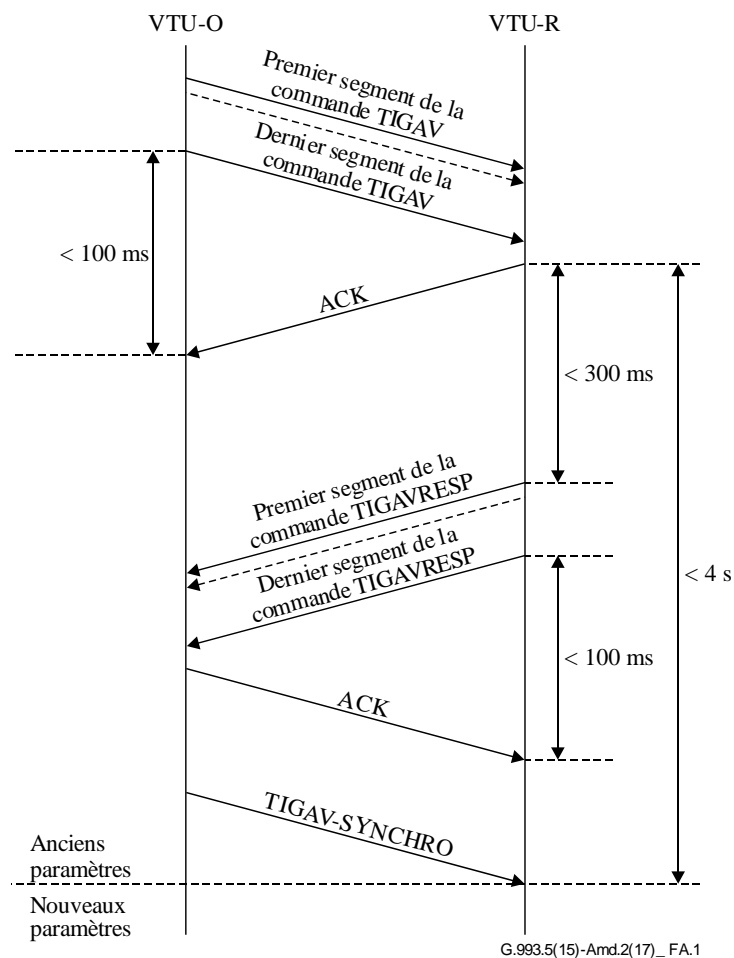 VTU-O
VTU-R
Premier segment de la
commande TIGAV
Dernier segment de la
commande TIGAV
< 100 ms
ACK
< 300 ms
Premier segment de la
commande TIGAVRESP
Dernier segment de la
commande TIGAVRESP
< 4 s
< 100 ms
ACK
TIGAV-SYNCHRO
Anciens
paramètres
Nouveaux
paramètres
G.993.5(15)-Amd.2(17)_ FA.1